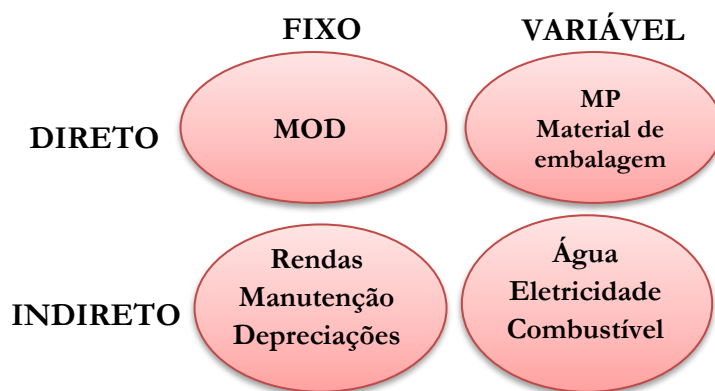 FIXO VARIÁVEL
DIRETO
MOD
MP
Material de
embalagem
INDIRETO
Rendas
Manutenção
Depreciações
Água
Eletricidade
Combustível